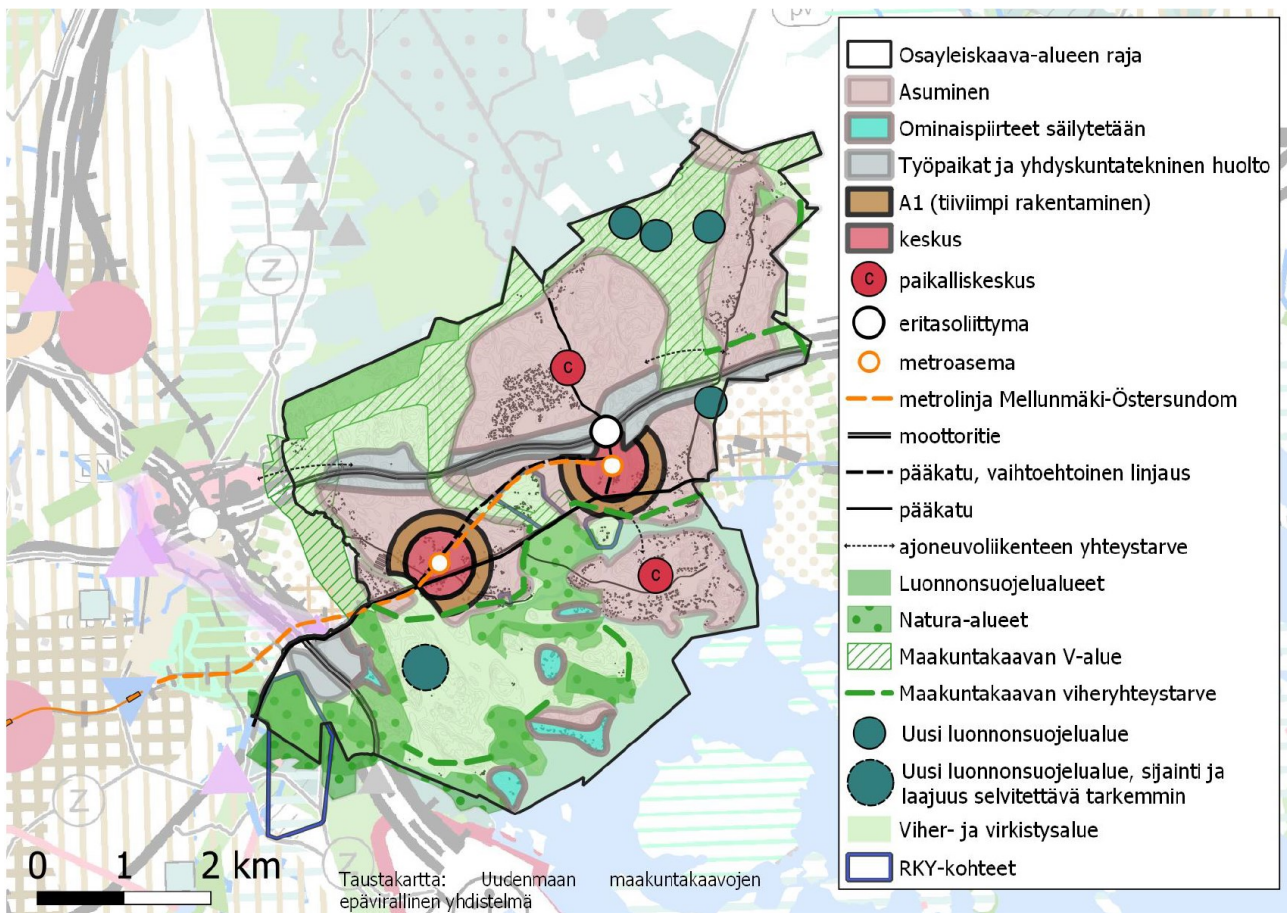 pv
Osayleiskaava-alueen raja
Asuminen
Ominaispiirteet säilytetään
Työpaikat ja yhdyskuntatekninen huolto
A1 (tiiviimpi rakentaminen)
keskus
C paikalliskeskus
eritasoliittyma
metroasema
metrolinja Mellunmäki-Östersundom
moottoritie
pääkatu, vaihtoehtoinen linjaus
pääkatu
ajoneuvoliikenteen yhteystarve
Luonnonsuojelualueet
Natura-alueet
Maakuntakaavan V-alue
Maakuntakaavan viheryhteystarve
Uusi luonnonsuojelualue
Uusi luonnonsuojelualue, sijainti ja
laajuus selvitettävä tarkemmin
Viher- ja virkistysalue
RKY-kohteet
Z
C
N
C
Z
Z
0 1 2 km
Taustakartta: Uudenmaan maakuntakaavojen
epävirallinen yhdistelmä